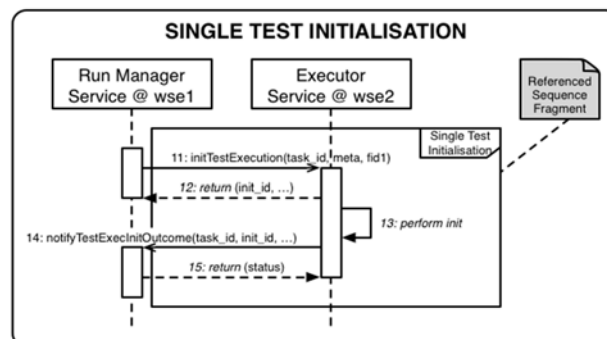 SINGLE TEST INITIALISATION
Run Manager
Service @ wse1
Executor
Service @ wse2
Referenced
Sequence
Fragment
Single Test
Initialisation
11: initTestExecution(task_id, meta, fid1)
12: return (init_id, ...)
13: perform init
14: notifyTestExecInitOutcome(task_id, init_id, ...)
15: return (status)